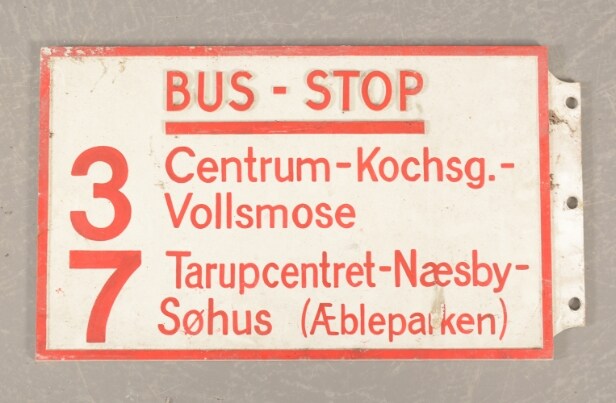 BUS - STOP
3 Centrum-Kochsg.-
Vollsmose
7 Tarupcentret-Næsby-
Søhus (Æbleparken)